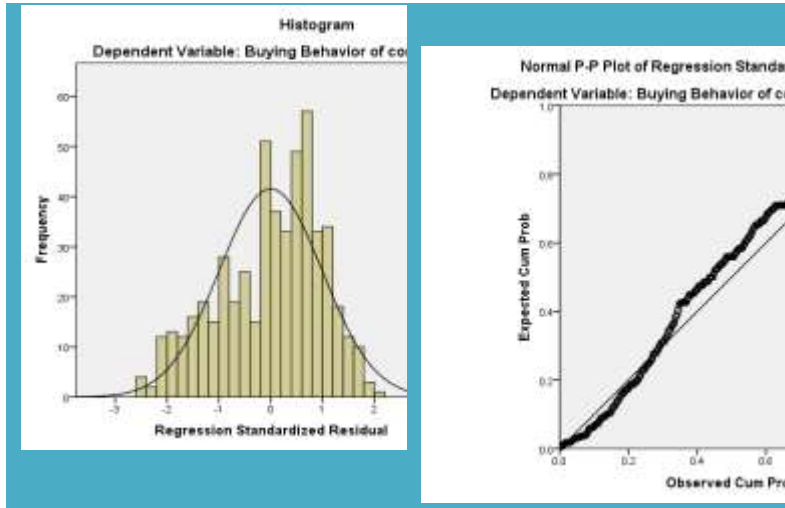 Histogram
Dependent Variable: Buying Behavior of co
60
50
40
30
20
10
0
Frequency
-3 -2 -1 0 1 2
Regression Standardized Residual
Normal P-P Plot of Regression Standa
Dependent Variable: Buying Behavior of c
1.0
0.8
0.6
0.4
0.2
0.0
Expected Cum Prob
0.0 0.2 0.4 0.6
Observed Cum Pro